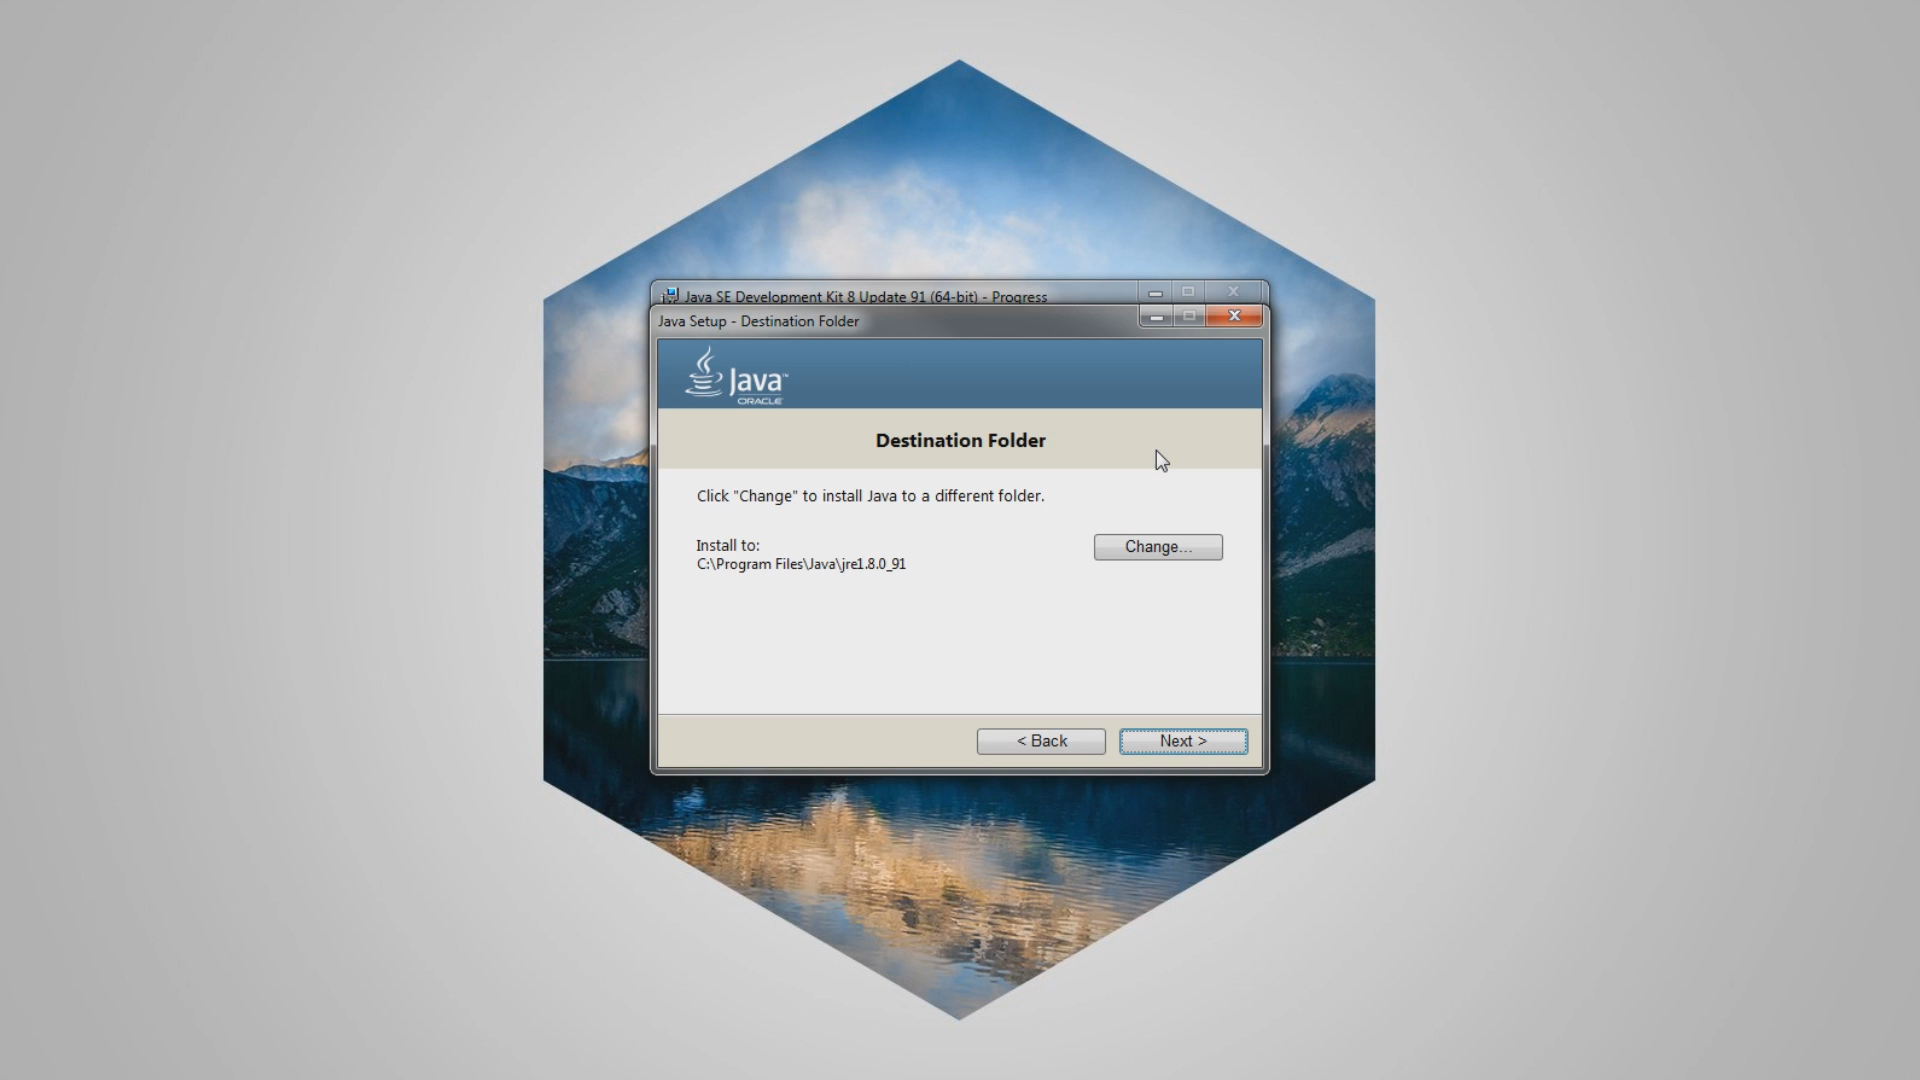 Java SE Development Kit 8 Update 91 (64-bit) - Progress
Java Setup - Destination Folder
Java™
ORACLE
Destination Folder
Click "Change" to install Java to a different folder.
Install to:
Change...
C:\Program Files\Java\jre1.8.0_91
< Back
Next >